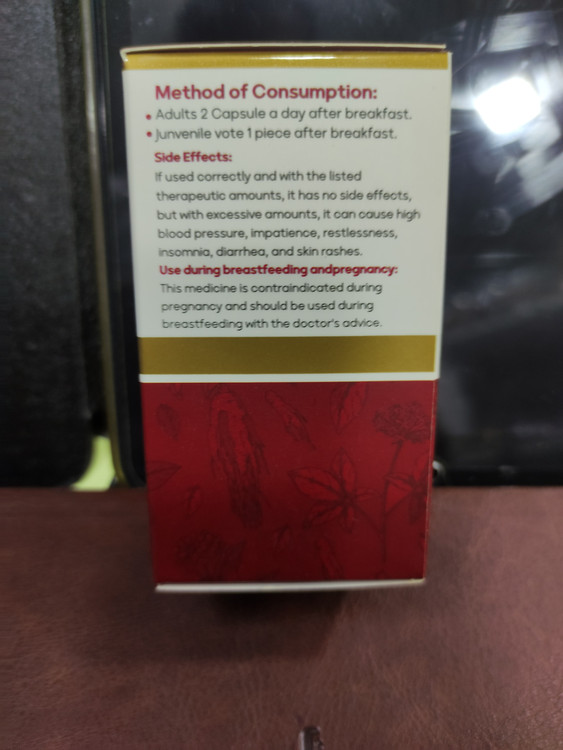 Method of Consumption:
• Adults 2 Capsule a day after breakfast.
• Junvenile vote 1 piece after breakfast.
Side Effects:
If used correctly and with the listed
therapeutic amounts, it has no side effects,
but with excessive amounts, it can cause high
blood pressure, impatience, restlessness,
insomnia, diarrhea, and skin rashes.
Use during breastfeeding andpregnancy:
This medicine is contraindicated during
pregnancy and should be used during
breastfeeding with the doctor's advice.